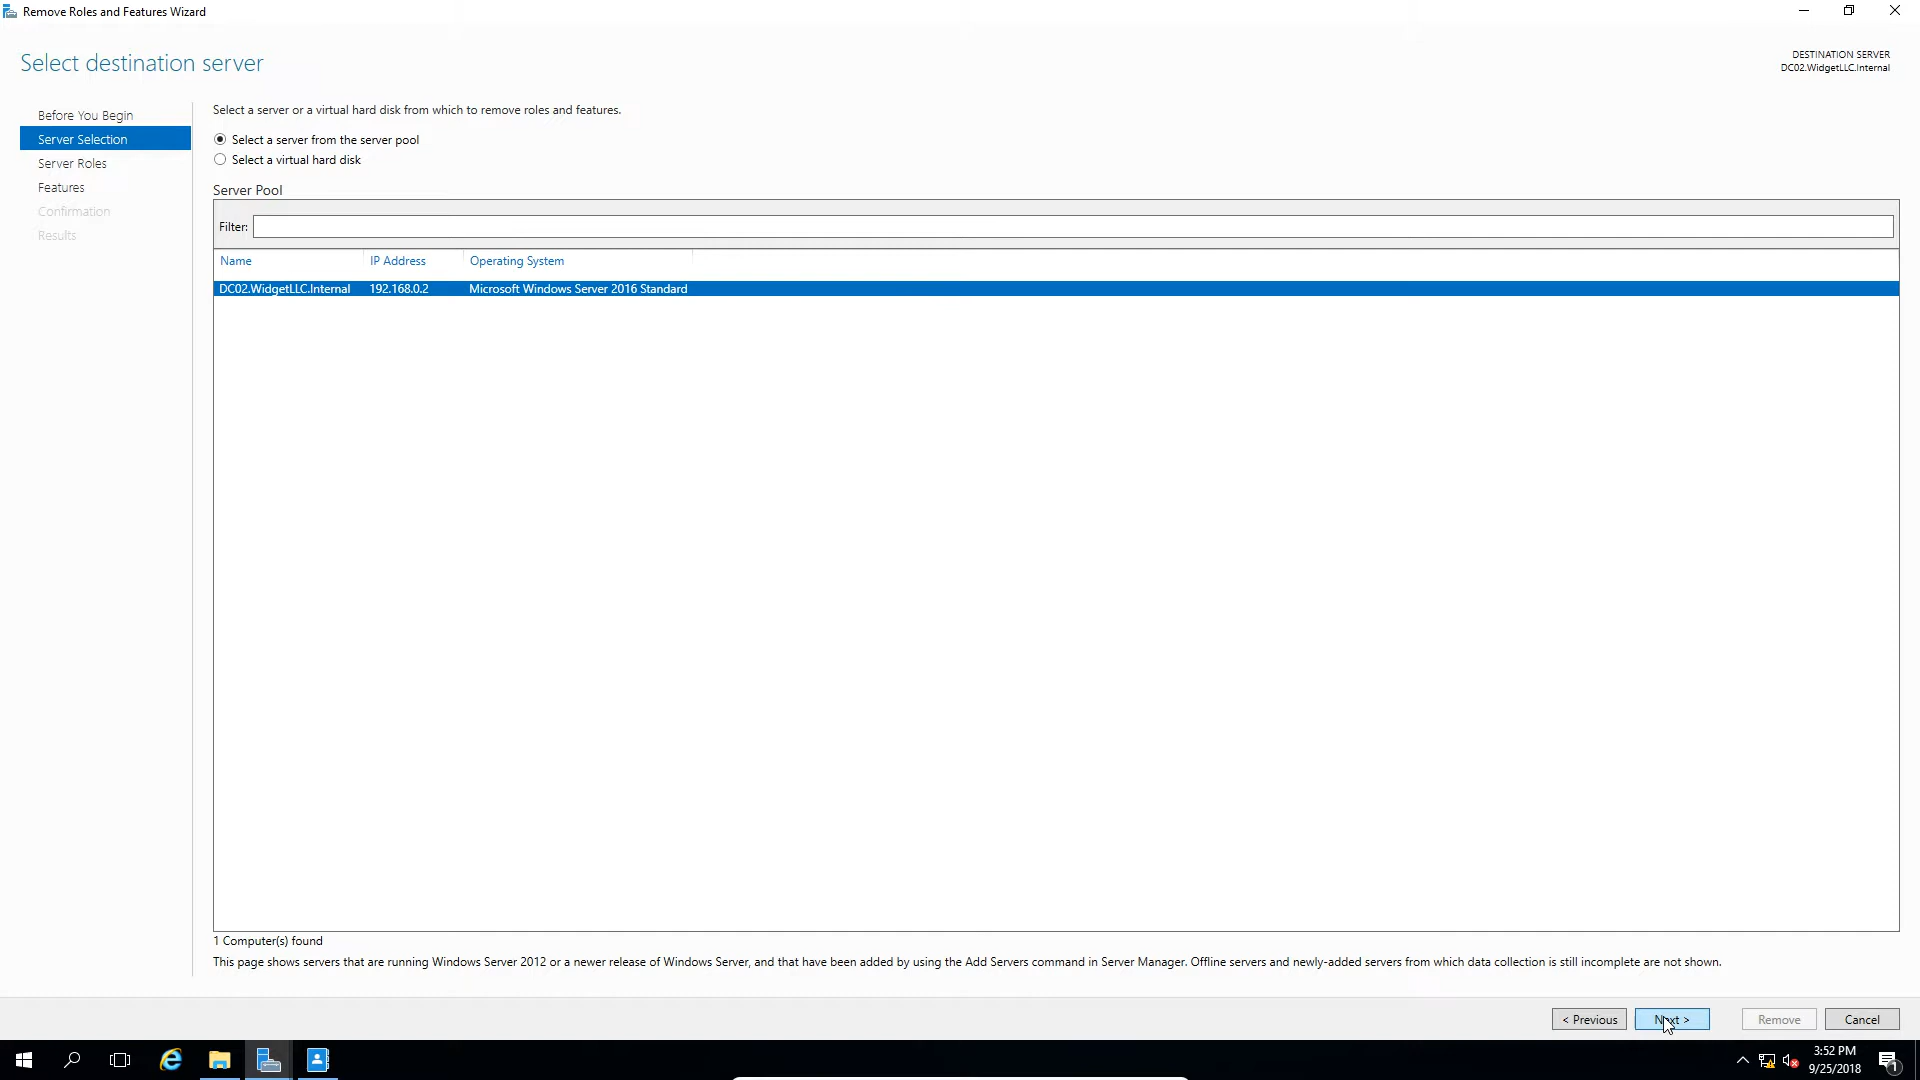 Remove Roles and Features Wizard
Select destination server
DESTINATION SERVER
DC02.WidgetLLC.Internal
Before You Begin
Server Selection
Server Roles
Features
Confirmation
Results
Select a server or a virtual hard disk from which to remove roles and features.
Select a server from the server pool
Select a virtual hard disk
Server Pool
Filter:
Name IP Address Operating System
DC02.WidgetLLC.Internal 192.168.0.2 Microsoft Windows Server 2016 Standard
1 Computer(s) found
This page shows servers that are running Windows Server 2012 or a newer release of Windows Server, and that have been added by using the Add Servers command in Server Manager. Offline servers and newly-added servers from which data collection is still incomplete are not shown.
< Previous Next > Remove Cancel
3:52 PM
9/25/2018
1